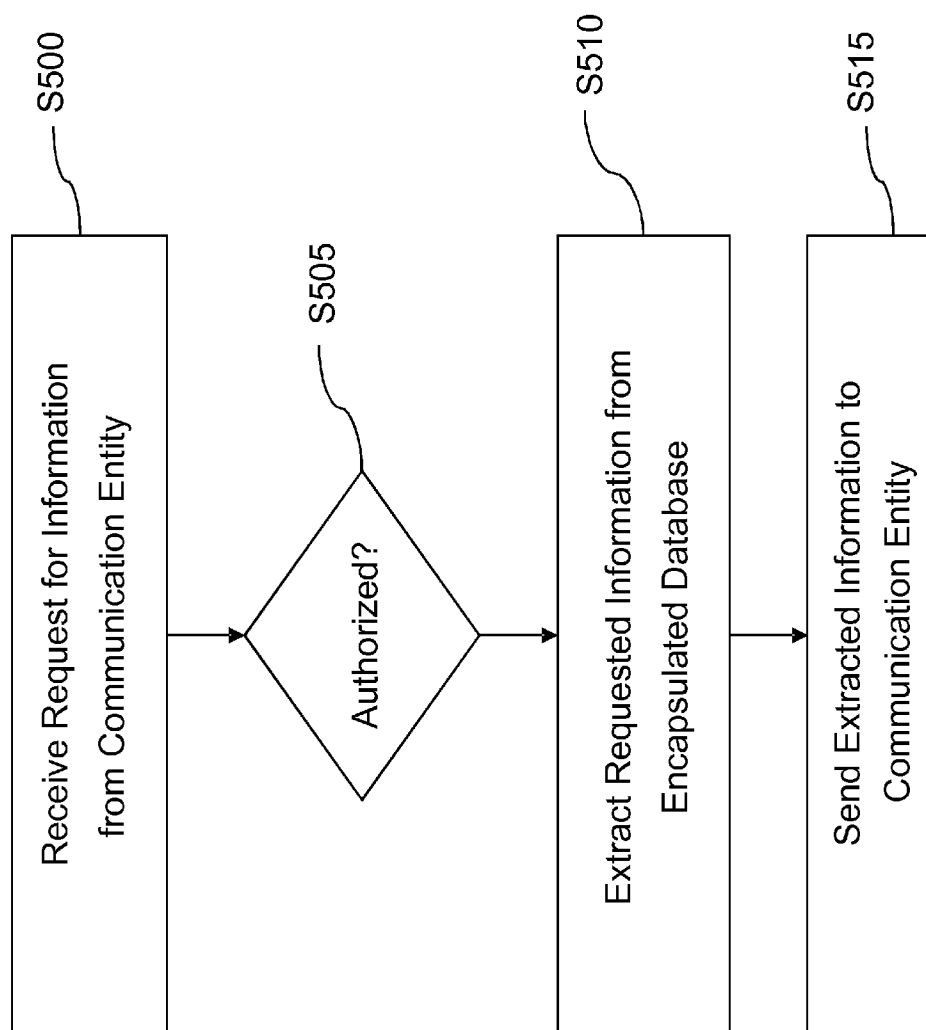 Receive Request for Information
from Communication Entity
S500
Authorized?
S505
Extract Requested Information from
Encapsulated Database
S510
Send Extracted Information to
Communication Entity
S515